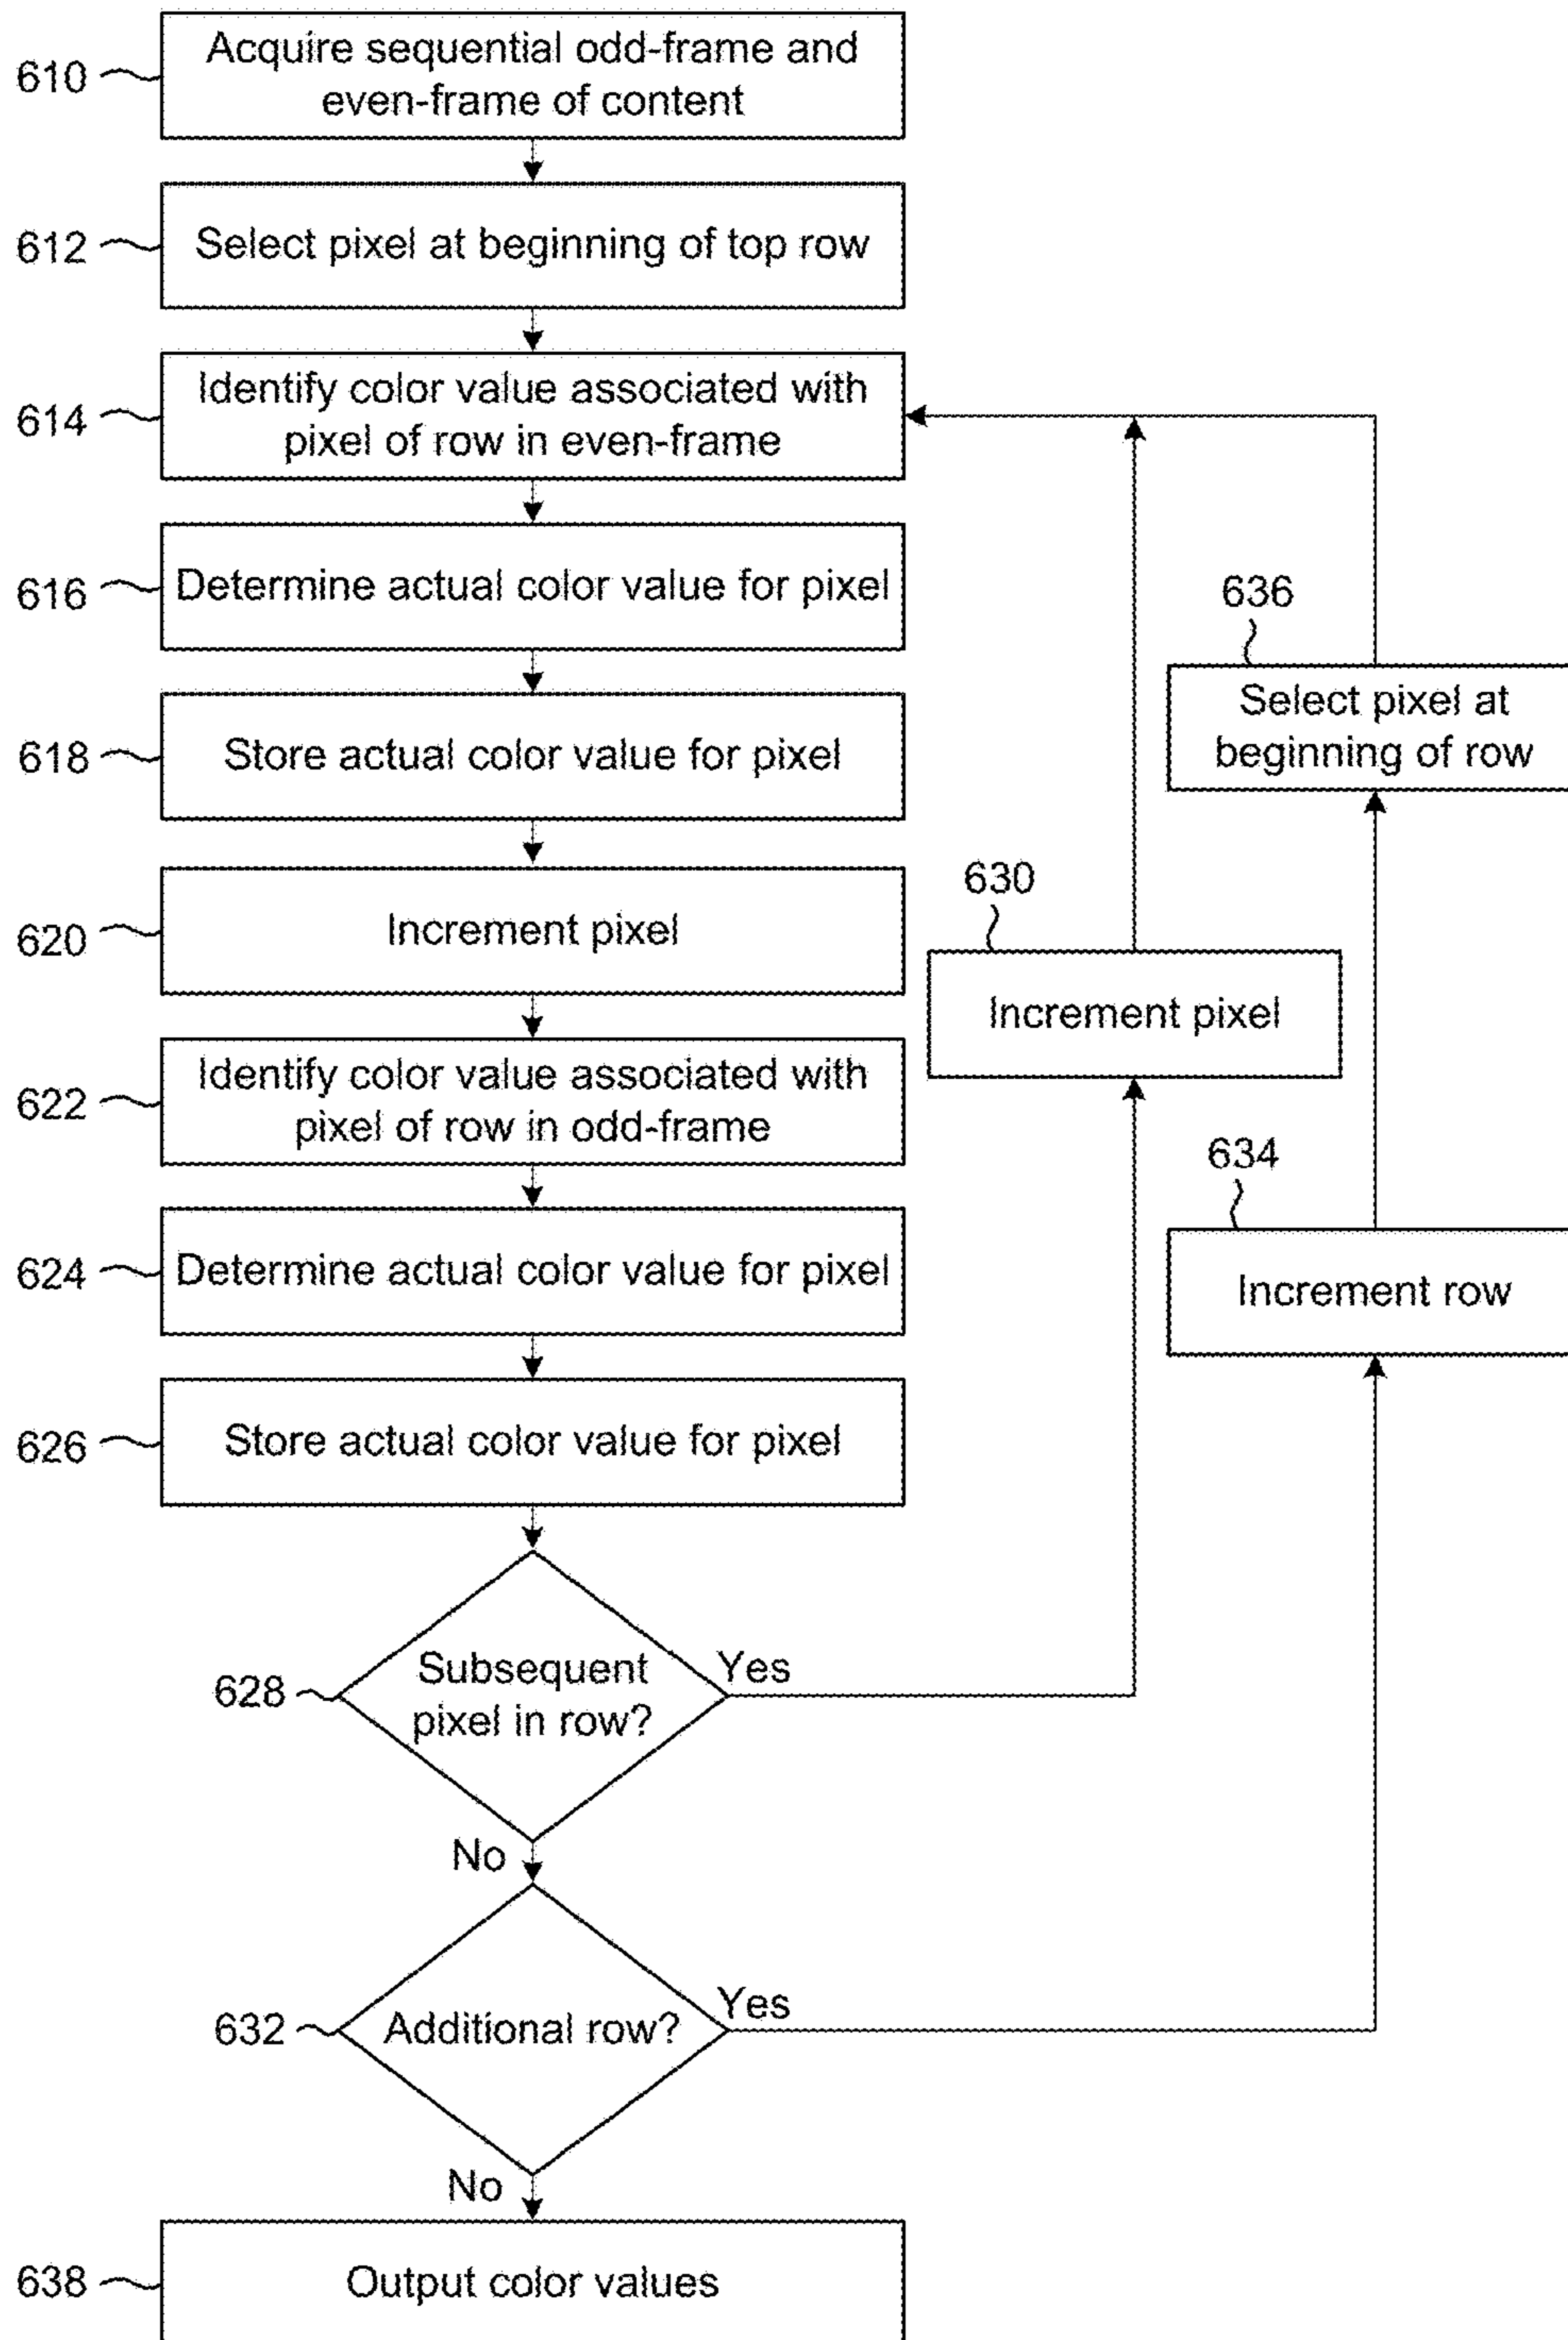 610
Acquire sequential odd-frame and
even-frame of content
612
Select pixel at beginning of top row
614
Identify color value associated with
pixel of row in even-frame
616
Determine actual color value for pixel
618
Store actual color value for pixel
620
Increment pixel
622
Identify color value associated with
pixel of row in odd-frame
624
Determine actual color value for pixel
626
Store actual color value for pixel
628
Subsequent
pixel in row?
Yes
No
630
Increment pixel
632
Additional row?
Yes
No
634
Increment row
636
Select pixel at
beginning of row
638
Output color values